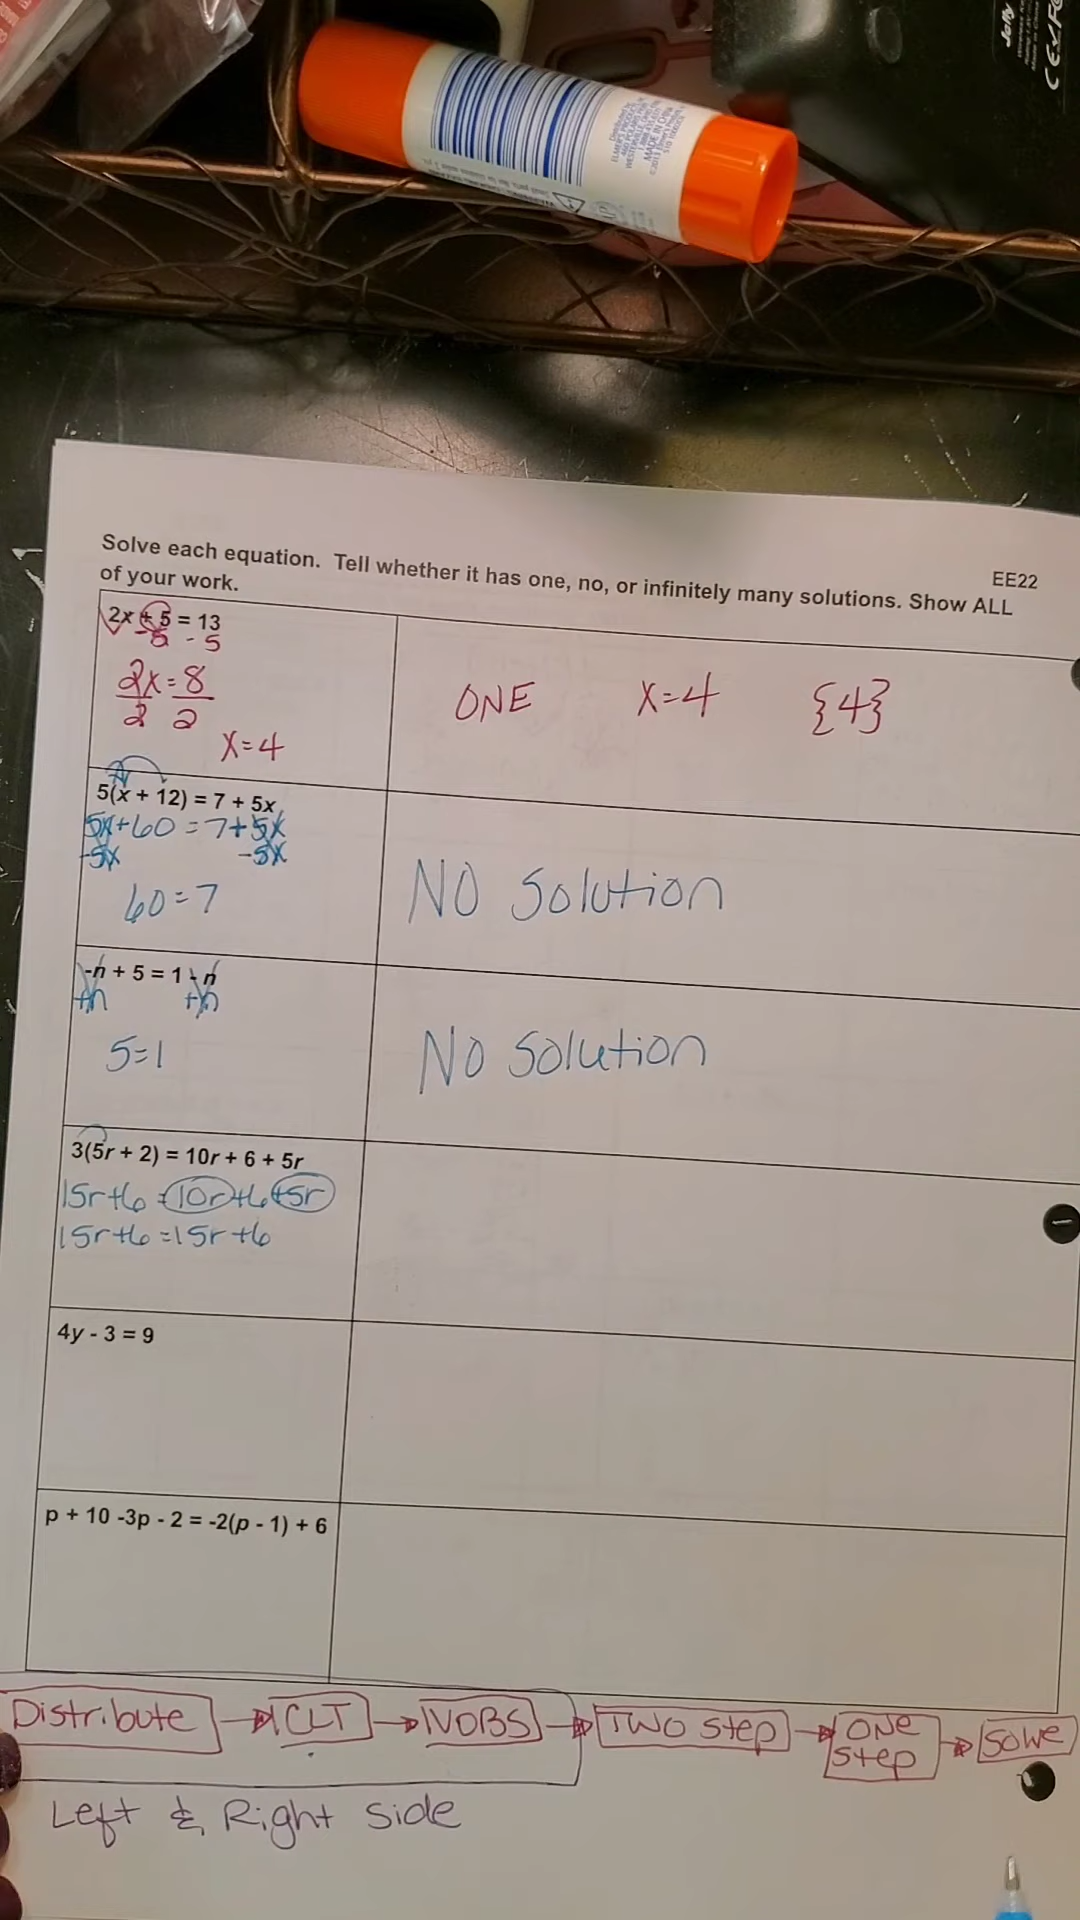 Jelly
MADE IN CHINA
EE22
Solve each equation. Tell whether it has one, no, or infinitely many solutions. Show ALL
of your work.
2x + 5 = 13
-5 -5
2x = 8
2 2
x=4
ONE x=4 {4}
5(x + 12) = 7 + 5x
5x+60 = 7+5x
-5x -5x
60=7
NO Solution
-n + 5 = 1 - n
+n +n
5=1
No Solution
3(5r + 2) = 10r + 6 + 5r
15r+6 = 10r+6+5r
15r+6 = 15r+6
4y - 3 = 9
p + 10 -3p - 2 = -2(p - 1) + 6
Distribute → CLT → VOBS → TWO Step → ONE Step → Solve
Left & Right Side